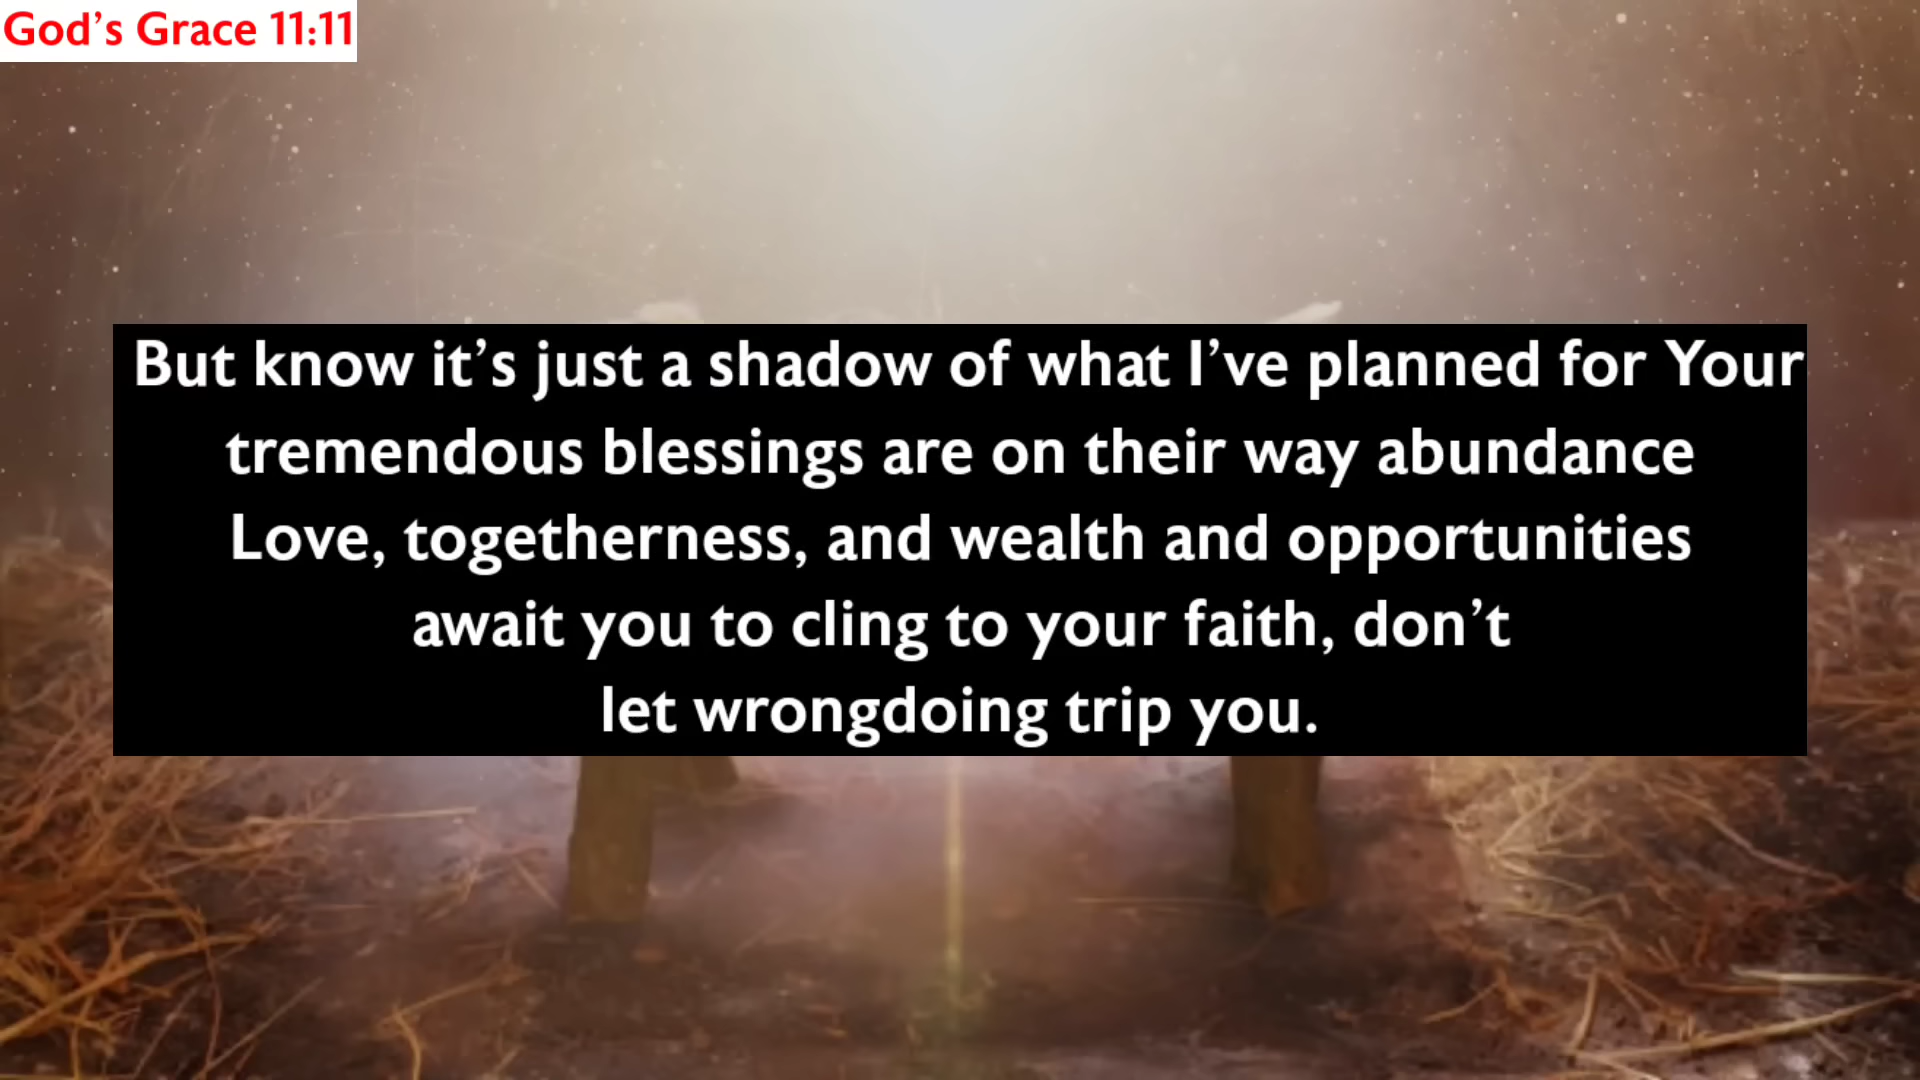 God's Grace 11:11
But know it's just a shadow of what I've planned for Your
tremendous blessings are on their way abundance
Love, togetherness, and wealth and opportunities
await you to cling to your faith, don't
let wrongdoing trip you.